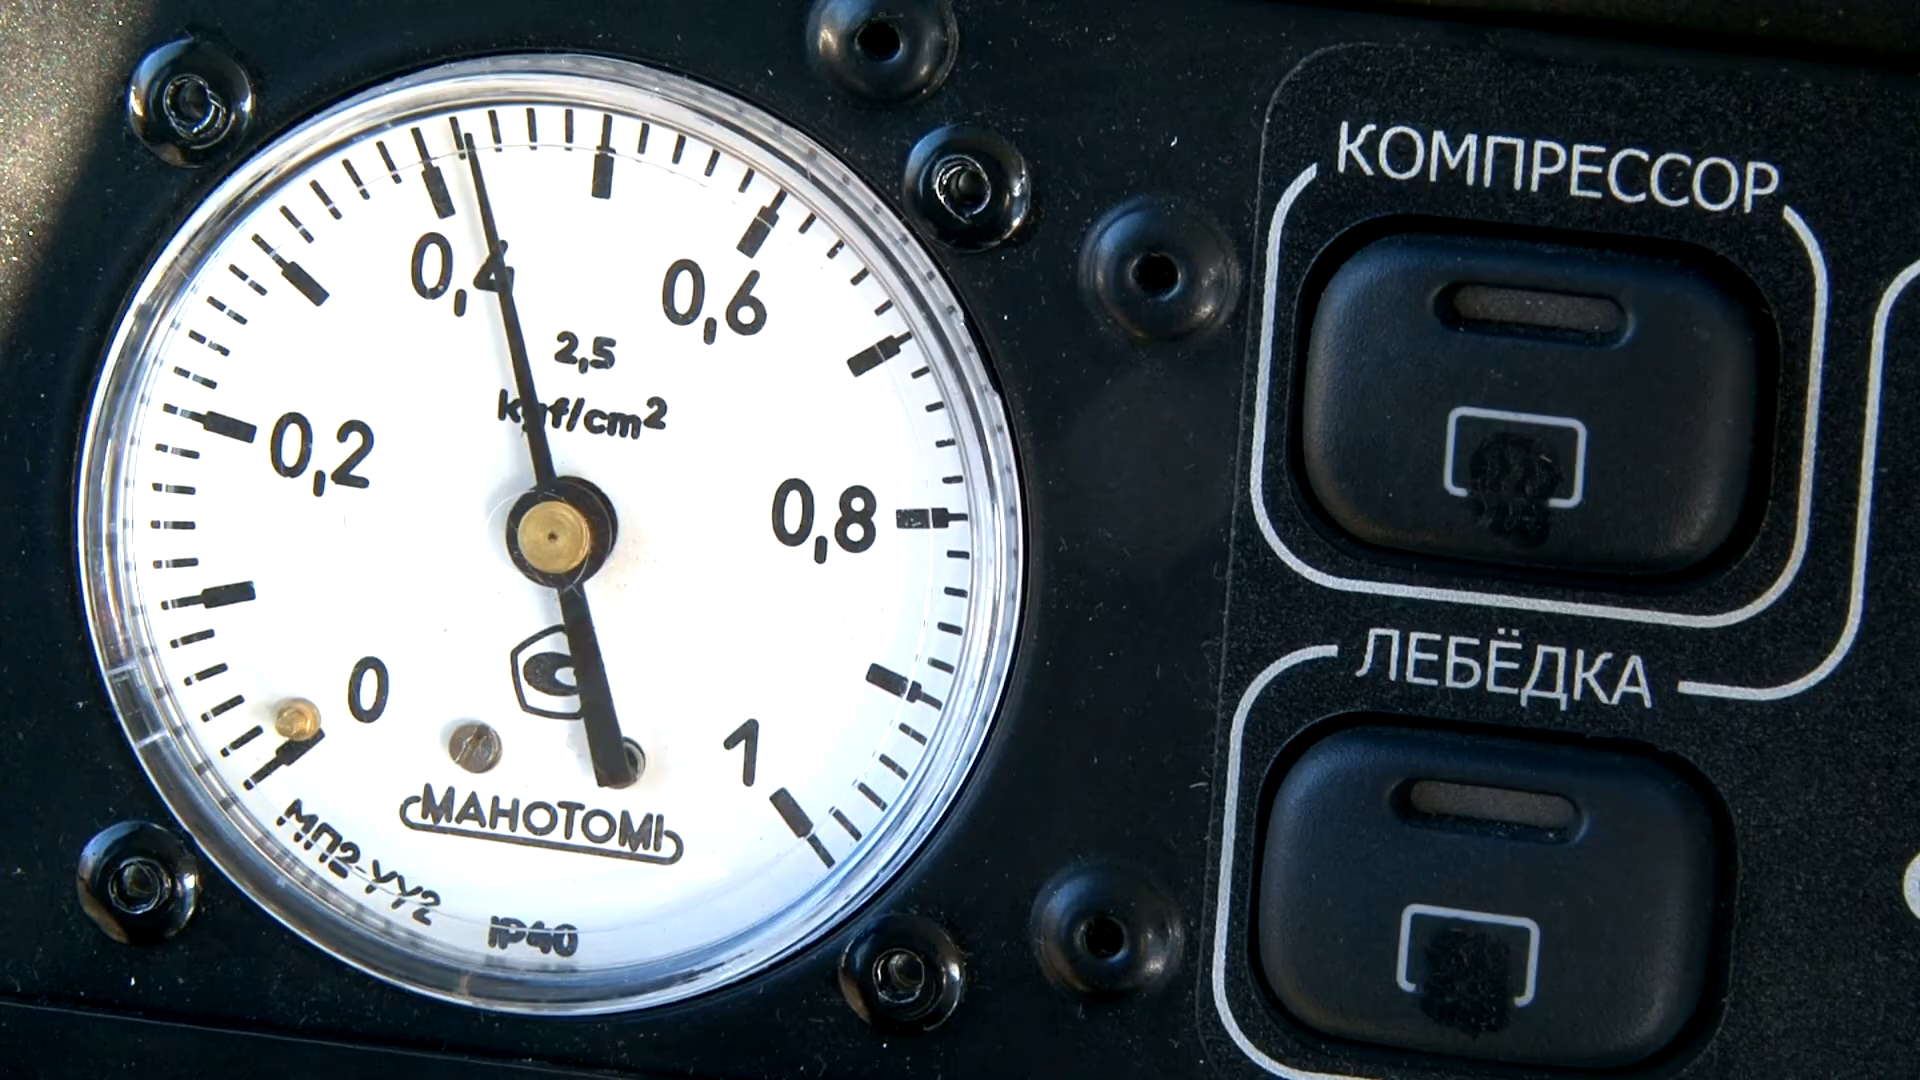 0,4
0,6
2,5
kgf/cm²
0,2
0,8
0
1
МАНОТОМ
МП2-УУ2
IP40
КОМПРЕССОР
ЛЕБЁДКА